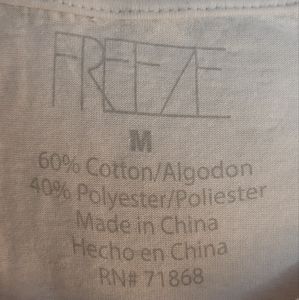 FREEZE
M
60% Cotton/Algodon
40% Polyester/Poliester
Made in China
Hecho en China
RN# 71868